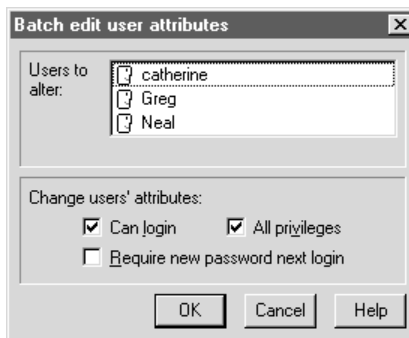 Batch edit user attributes
Users to
alter:
catherine
Greg
Neal
Change users' attributes:
Can login All privileges
Require new password next login
OK Cancel Help